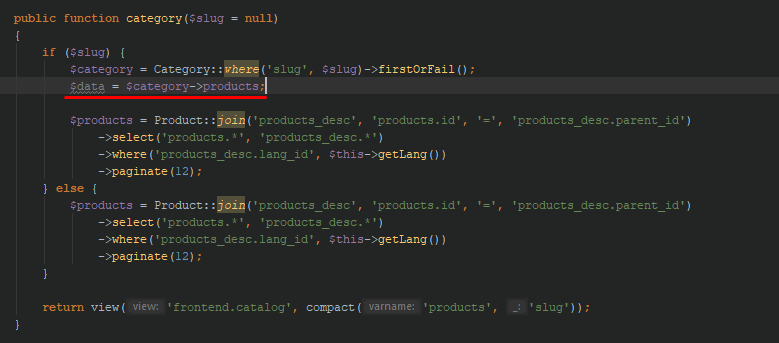 public function category($slug = null)
{
if ($slug) {
$category = Category::where('slug', $slug)->firstOrFail();
$data = $category->products;
$products = Product::join('products_desc', 'products.id', '=', 'products_desc.parent_id')
->select('products.*', 'products_desc.*')
->where('products_desc.lang_id', $this->getLang())
->paginate(12);
} else {
$products = Product::join('products_desc', 'products.id', '=', 'products_desc.parent_id')
->select('products.*', 'products_desc.*')
->where('products_desc.lang_id', $this->getLang())
->paginate(12);
}
return view( view: 'frontend.catalog', compact( varname: 'products', _: 'slug'));
}